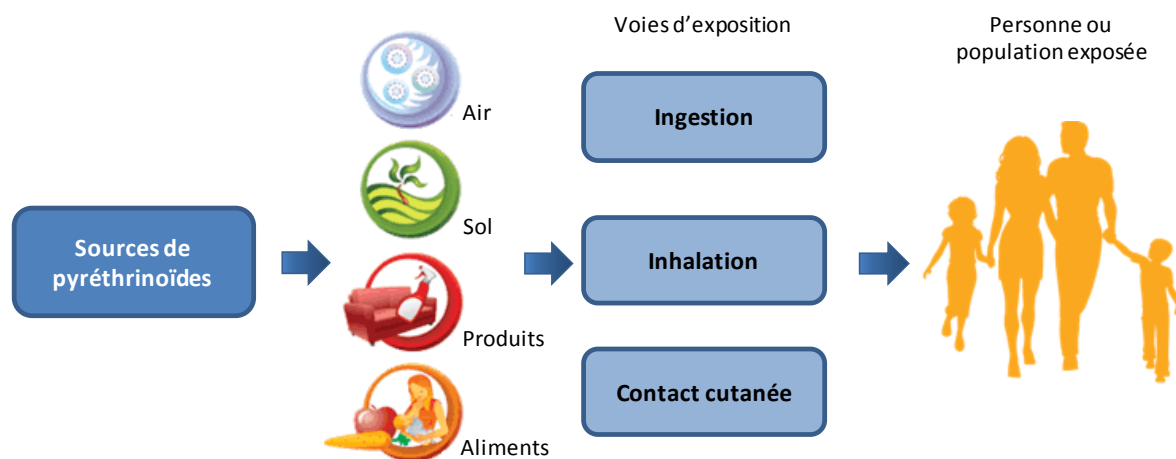 Voies d'exposition
Personne ou
population exposée
Air
Sol
Produits
Aliments
Sources de
pyréthrinoïdes
Ingestion
Inhalation
Contact cutanée